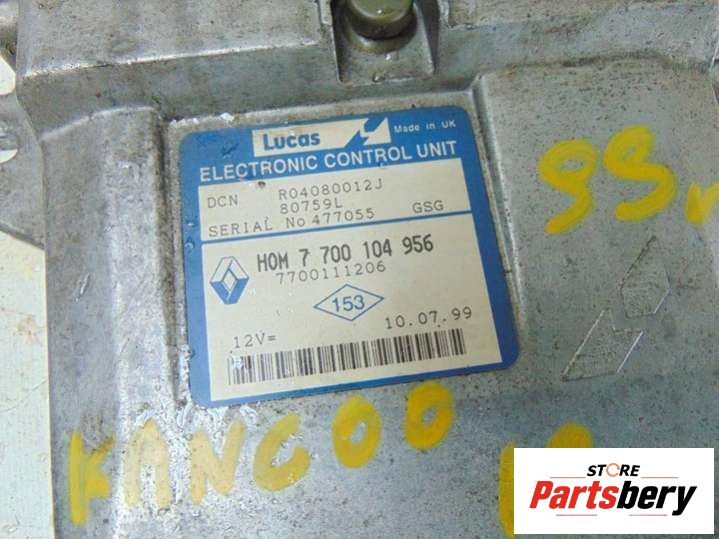 Lucas
Made in UK
ELECTRONIC CONTROL UNIT
DCN R04080012J
80759L
SERIAL No 477055 GSG
HOM 7 700 104 956
7700111206
153
12V= 10.07.99
KANGOO
STORE
Partsbery